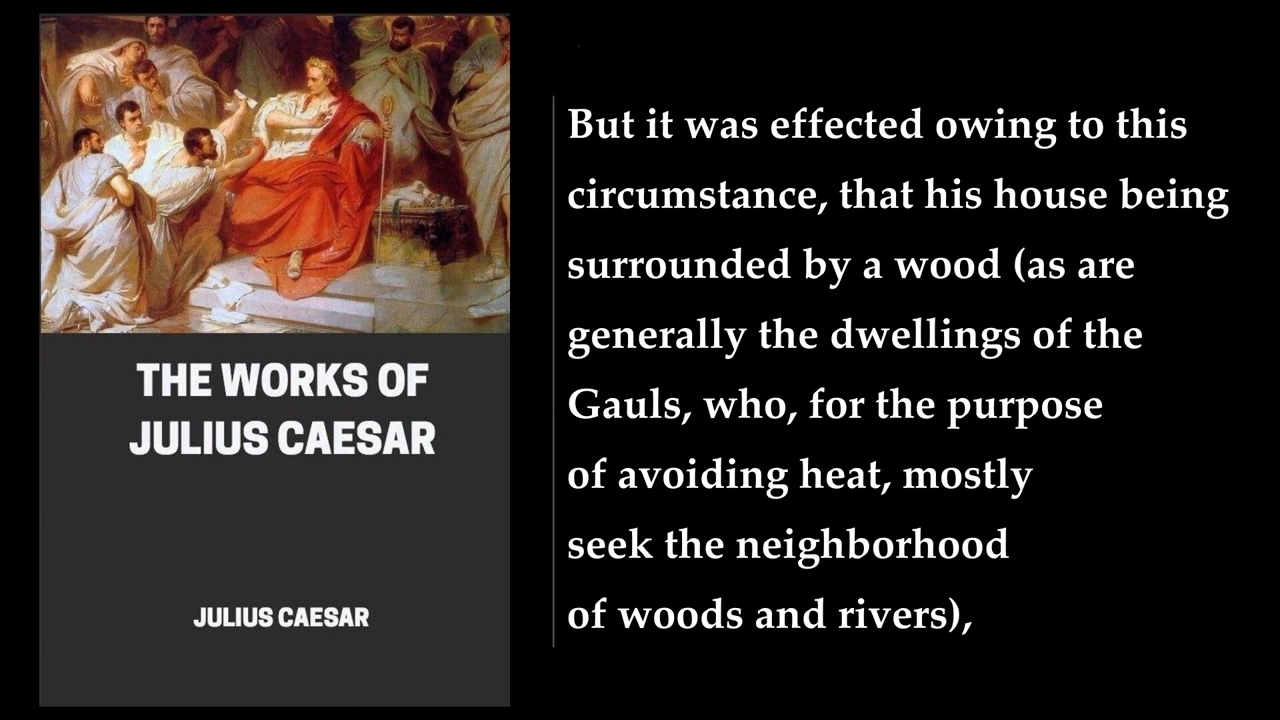 THE WORKS OF
JULIUS CAESAR
JULIUS CAESAR
But it was effected owing to this
circumstance, that his house being
surrounded by a wood (as are
generally the dwellings of the
Gauls, who, for the purpose
of avoiding heat, mostly
seek the neighborhood
of woods and rivers),